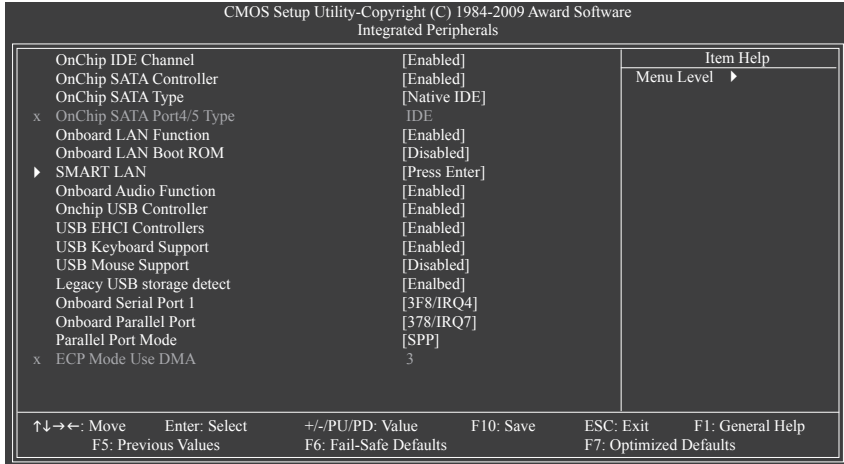 CMOS Setup Utility-Copyright (C) 1984-2009 Award Software
Integrated Peripherals
OnChip IDE Channel [Enabled] Item Help
OnChip SATA Controller [Enabled] Menu Level ▶
OnChip SATA Type [Native IDE]
x OnChip SATA Port4/5 Type IDE
Onboard LAN Function [Enabled]
Onboard LAN Boot ROM [Disabled]
▶ SMART LAN [Press Enter]
Onboard Audio Function [Enabled]
Onchip USB Controller [Enabled]
USB EHCI Controllers [Enabled]
USB Keyboard Support [Enabled]
USB Mouse Support [Disabled]
Legacy USB storage detect [Enalbed]
Onboard Serial Port 1 [3F8/IRQ4]
Onboard Parallel Port [378/IRQ7]
Parallel Port Mode [SPP]
x ECP Mode Use DMA 3
↑↓→←: Move Enter: Select +/-/PU/PD: Value F10: Save ESC: Exit F1: General Help
F5: Previous Values F6: Fail-Safe Defaults F7: Optimized Defaults